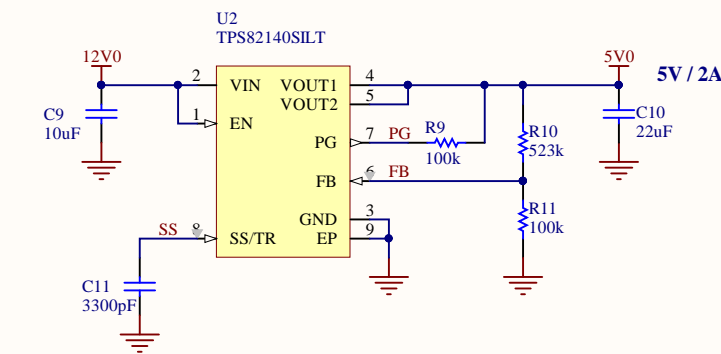 U2
TPS82140SILT
12V0
5V0
5V / 2A
2 VIN VOUT1 4
VOUT2 5
C9
10uF
1 EN
PG 7 PG
R9
100k
R10
523k
C10
22uF
FB 6 FB
R11
100k
GND 3
SS 8 SS/TR EP 9
C11
3300pF